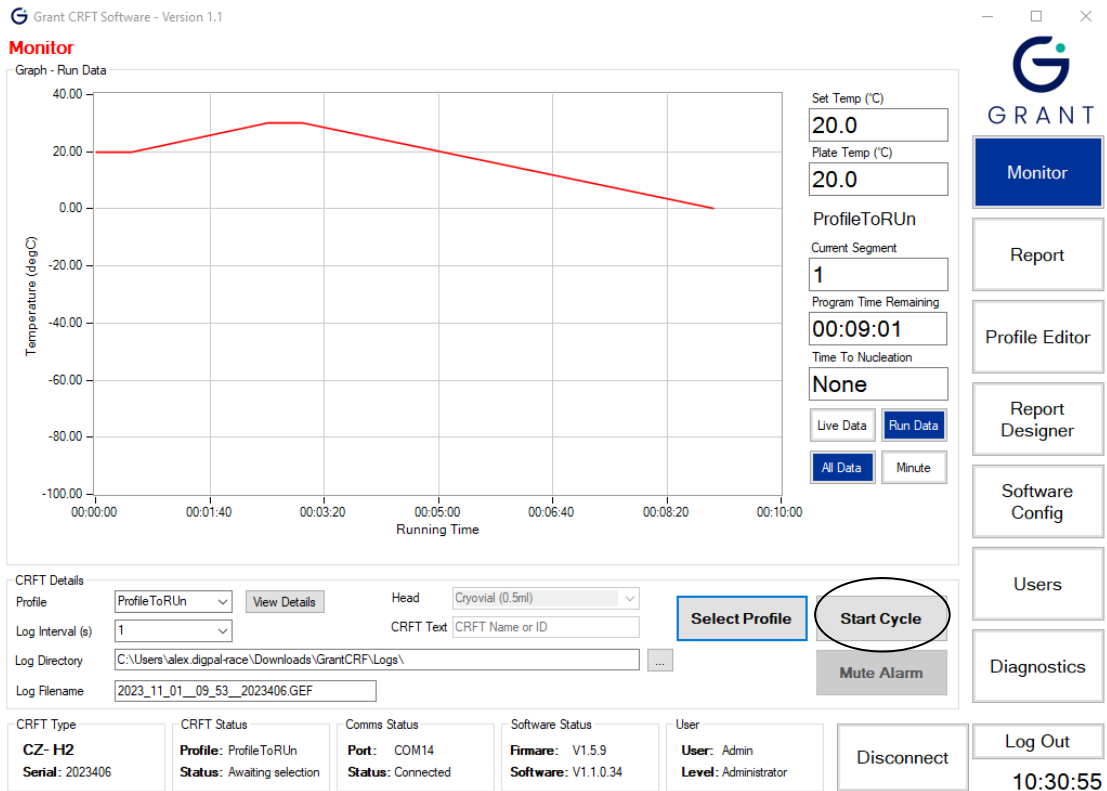 Grant CRFT Software - Version 1.1
Monitor
Graph - Run Data
40.00
20.00
0.00
-20.00
-40.00
-60.00
-80.00
-100.00
Temperature (degC)
00:00:00 00:01:40 00:03:20 00:05:00 00:06:40 00:08:20 00:10:00
Running Time
Set Temp (°C)
20.0
Plate Temp (°C)
20.0
ProfileToRUn
Current Segment
1
Program Time Remaining
00:09:01
Time To Nucleation
None
Live Data Run Data
All Data Minute
GRANT
Monitor
Report
Profile Editor
Report
Designer
Software
Config
Users
Diagnostics
CRFT Details
Profile ProfileToRUn View Details Head Cryovial (0.5ml)
Log Interval (s) 1 CRFT Text CRFT Name or ID
Select Profile Start Cycle
Log Directory C:\Users\alex.digpal-race\Downloads\GrantCRF\Logs\ ...
Mute Alarm
Log Filename 2023_11_01__09_53__2023406.GEF
CRFT Type
CZ- H2
Serial: 2023406
CRFT Status
Profile: ProfileToRUn
Status: Awaiting selection
Comms Status
Port: COM14
Status: Connected
Software Status
Firmare: V1.5.9
Software: V1.1.0.34
User
User: Admin
Level: Administrator
Disconnect
Log Out
10:30:55